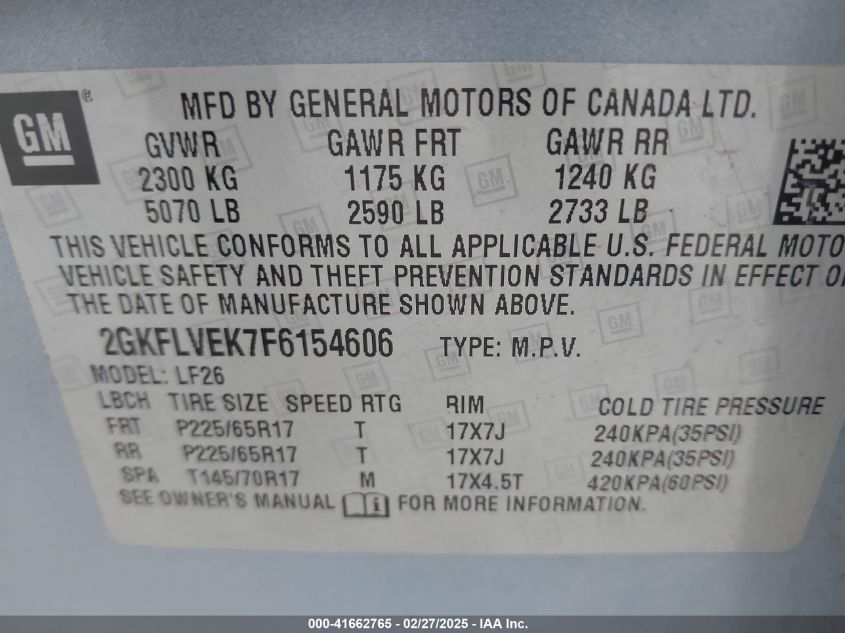 GM
MFD BY GENERAL MOTORS OF CANADA LTD.
GVWR GAWR FRT GAWR RR
2300 KG 1175 KG 1240 KG
5070 LB 2590 LB 2733 LB
THIS VEHICLE CONFORMS TO ALL APPLICABLE U.S. FEDERAL MOTO
VEHICLE SAFETY AND THEFT PREVENTION STANDARDS IN EFFECT O
THE DATE OF MANUFACTURE SHOWN ABOVE.
2GKFLVEK7F6154606 TYPE: M.P.V.
MODEL: LF26
LBCH TIRE SIZE SPEED RTG RIM COLD TIRE PRESSURE
FRT P225/65R17 T 17X7J 240KPA(35PSI)
RR P225/65R17 T 17X7J 240KPA(35PSI)
SPA T145/70R17 M 17X4.5T 420KPA(60PSI)
SEE OWNER'S MANUAL FOR MORE INFORMATION.
000-41662765 - 02/27/2025 - IAA Inc.